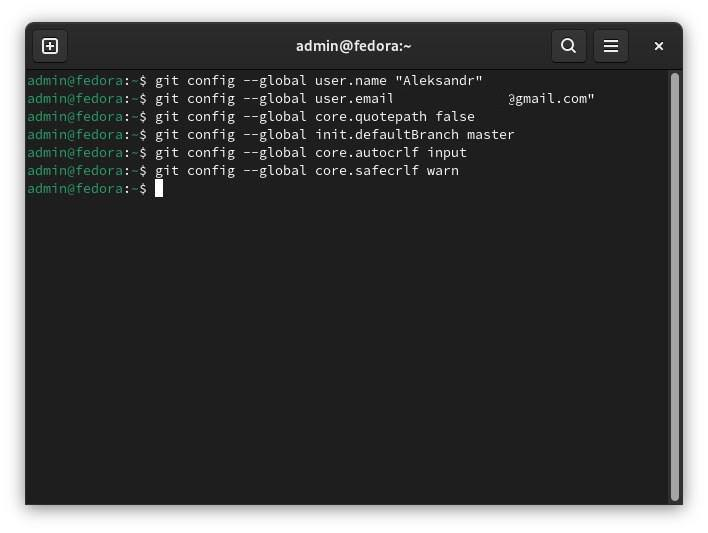 admin@fedora:~
admin@fedora:~$ git config --global user.name "Aleksandr"
admin@fedora:~$ git config --global user.email @gmail.com"
admin@fedora:~$ git config --global core.quotepath false
admin@fedora:~$ git config --global init.defaultBranch master
admin@fedora:~$ git config --global core.autocrlf input
admin@fedora:~$ git config --global core.safecrlf warn
admin@fedora:~$